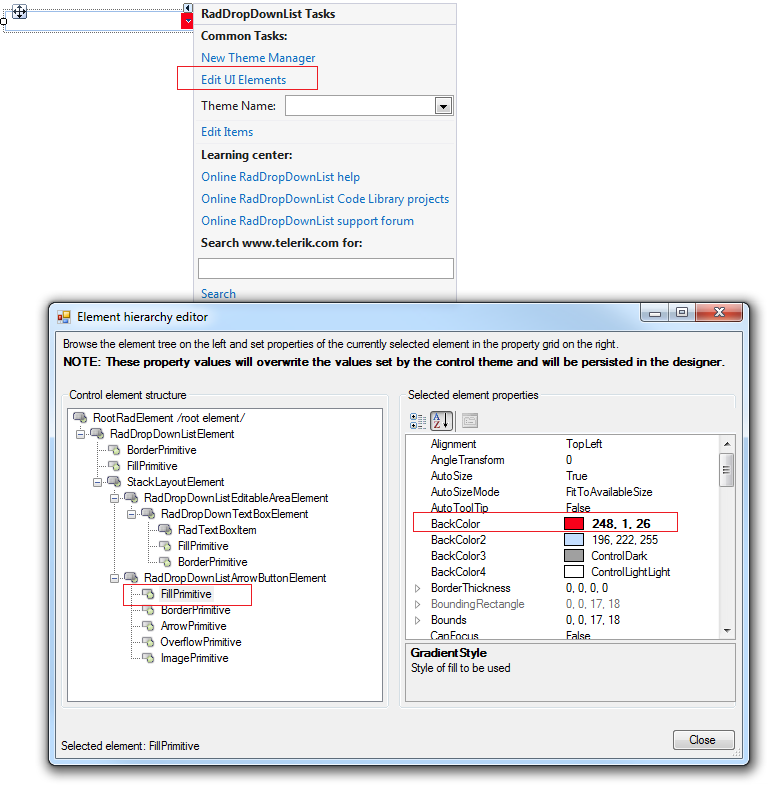 RadDropDownList Tasks
Common Tasks:
New Theme Manager
Edit UI Elements
Theme Name:
Edit Items
Learning center:
Online RadDropDownList help
Online RadDropDownList Code Library projects
Online RadDropDownList support forum
Search www.telerik.com for:
Search
Element hierarchy editor
Browse the element tree on the left and set properties of the currently selected element in the property grid on the right.
NOTE: These property values will overwrite the values set by the control theme and will be persisted in the designer.
Control element structure
RootRadElement /root element/
RadDropDownListElement
BorderPrimitive
FillPrimitive
StackLayoutElement
RadDropDownListEditableAreaElement
RadDropDownTextBoxElement
RadTextBoxItem
FillPrimitive
BorderPrimitive
RadDropDownListArrowButtonElement
FillPrimitive
BorderPrimitive
ArrowPrimitive
OverflowPrimitive
ImagePrimitive
Selected element properties
Alignment TopLeft
AngleTransform 0
AutoSize True
AutoSizeMode FitToAvailableSize
AutoToolTip False
BackColor 248, 1, 26
BackColor2 196, 222, 255
BackColor3 ControlDark
BackColor4 ControlLightLight
BorderThickness 0, 0, 0, 0
BoundingRectangle 0, 0, 17, 18
Bounds 0, 0, 17, 18
CanFocus False
GradientStyle
Style of fill to be used
Selected element: FillPrimitive
Close